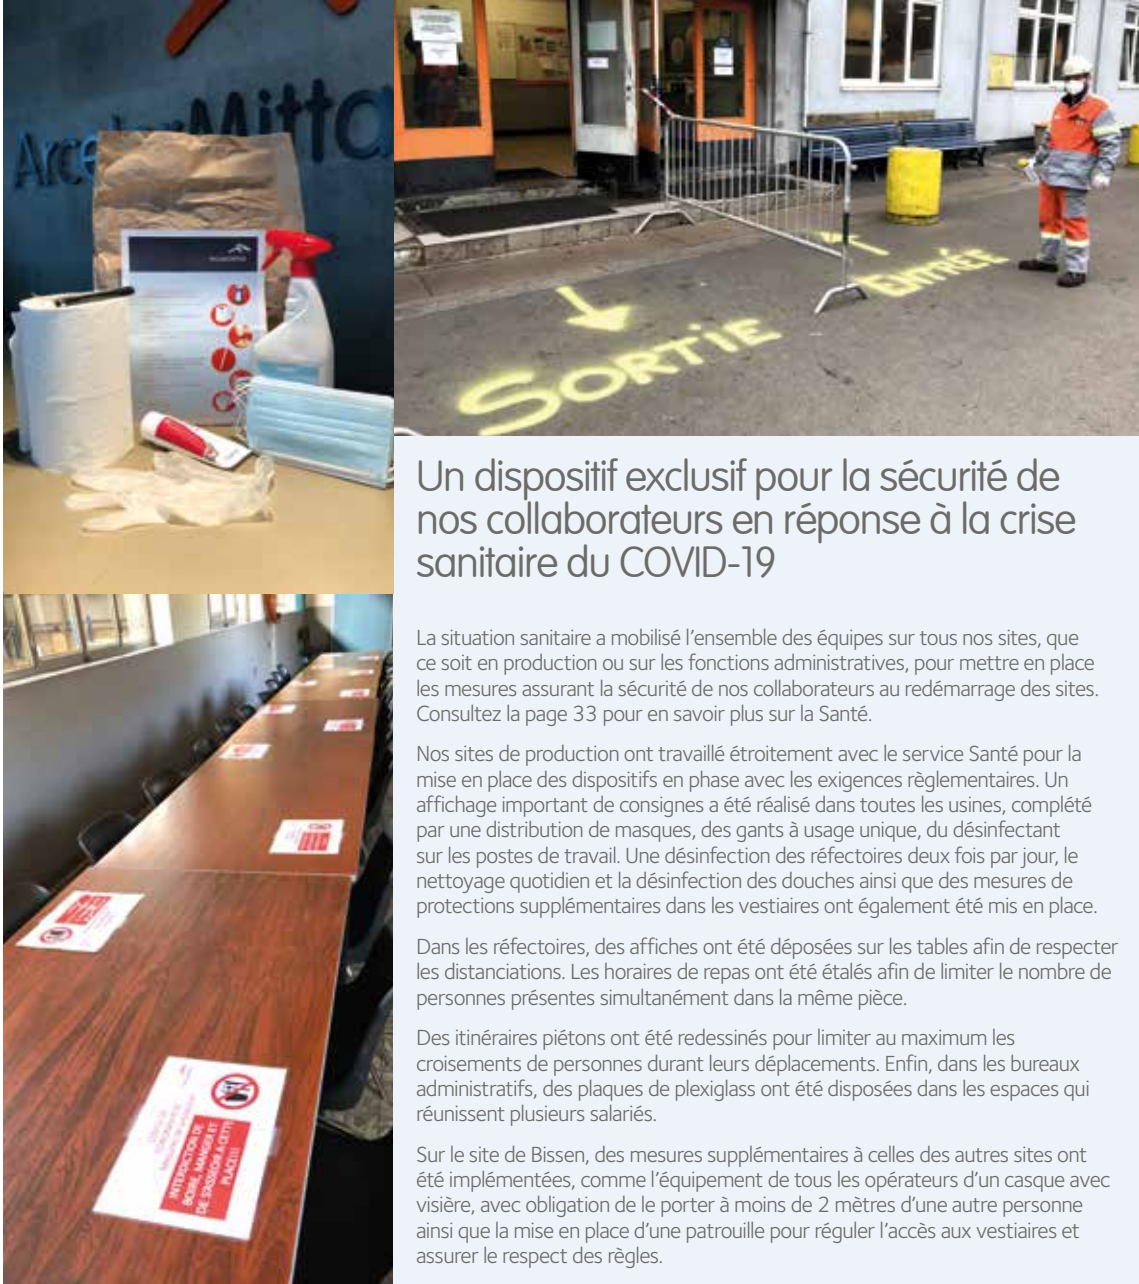 ArcelorMittal
SORTIE
ENTRÉE
Un dispositif exclusif pour la sécurité de
nos collaborateurs en réponse à la crise
sanitaire du COVID-19
La situation sanitaire a mobilisé l’ensemble des équipes sur tous nos sites, que
ce soit en production ou sur les fonctions administratives, pour mettre en place
les mesures assurant la sécurité de nos collaborateurs au redémarrage des sites.
Consultez la page 33 pour en savoir plus sur la Santé.
Nos sites de production ont travaillé étroitement avec le service Santé pour la
mise en place des dispositifs en phase avec les exigences règlementaires. Un
affichage important de consignes a été réalisé dans toutes les usines, complété
par une distribution de masques, des gants à usage unique, du désinfectant
sur les postes de travail. Une désinfection des réfectoires deux fois par jour, le
nettoyage quotidien et la désinfection des douches ainsi que des mesures de
protections supplémentaires dans les vestiaires ont également été mis en place.
Dans les réfectoires, des affiches ont été déposées sur les tables afin de respecter
les distanciations. Les horaires de repas ont été étalés afin de limiter le nombre de
personnes présentes simultanément dans la même pièce.
Des itinéraires piétons ont été redessinés pour limiter au maximum les
croisements de personnes durant leurs déplacements. Enfin, dans les bureaux
administratifs, des plaques de plexiglass ont été disposées dans les espaces qui
réunissent plusieurs salariés.
Sur le site de Bissen, des mesures supplémentaires à celles des autres sites ont
été implémentées, comme l’équipement de tous les opérateurs d’un casque avec
visière, avec obligation de le porter à moins de 2 mètres d’une autre personne
ainsi que la mise en place d’une patrouille pour réguler l’accès aux vestiaires et
assurer le respect des règles.
INTERDICTION DE
BOIRE, MANGER ET
DE S'ASSEOIR A CETTE
PLACE!!!